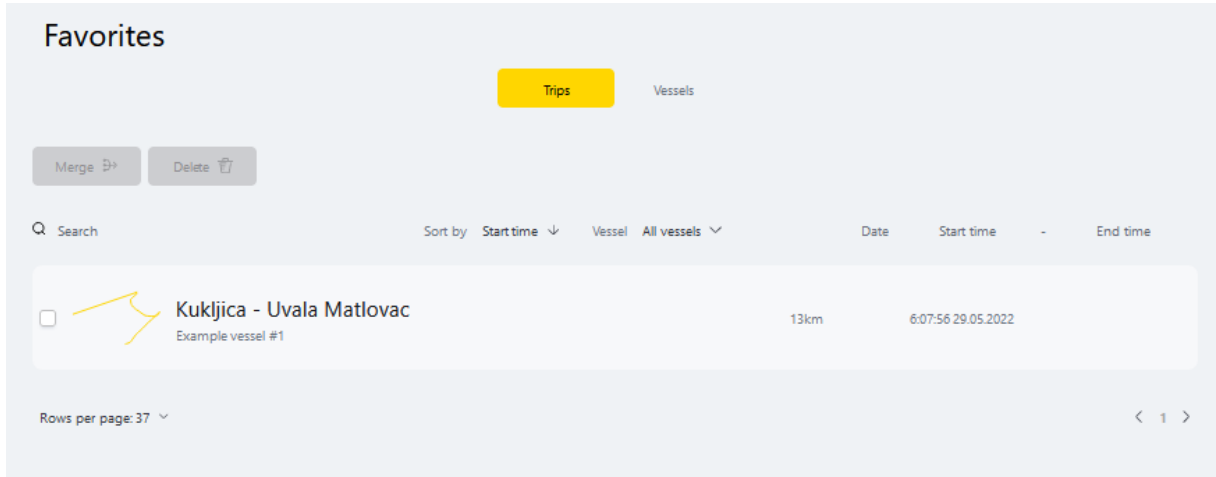 Favorites
Trips Vessels
Merge Delete
Search Sort by Start time Vessel All vessels Date Start time - End time
Kukljica - Uvala Matlovac
Example vessel #1
13km 6:07:56 29.05.2022
Rows per page: 37
1